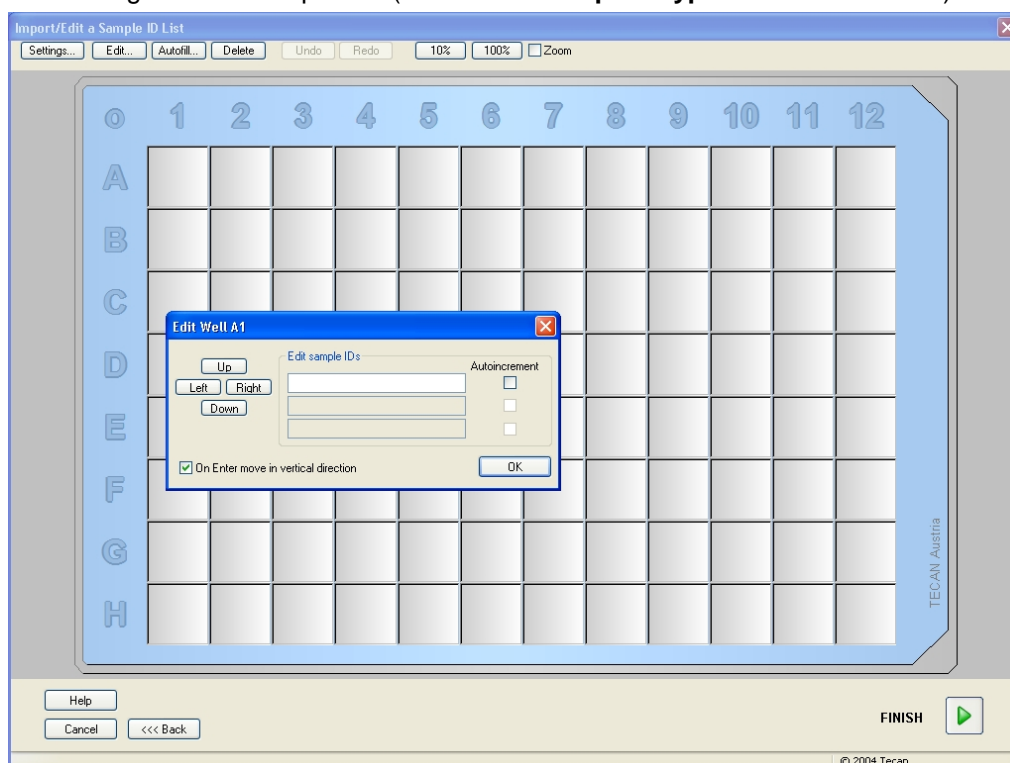 Import/Edit a Sample ID List
Settings... Edit... Autofill... Delete Undo Redo 10% 100% Zoom
o 1 2 3 4 5 6 7 8 9 10 11 12
A
B
C
Edit Well A1
D
Edit sample IDs
Autoincrement
Up
Left Right
Down
E
On Enter move in vertical direction OK
F
G
H
TECAN Austria
Help
Cancel <<< Back
FINISH
© 2004 Tecan